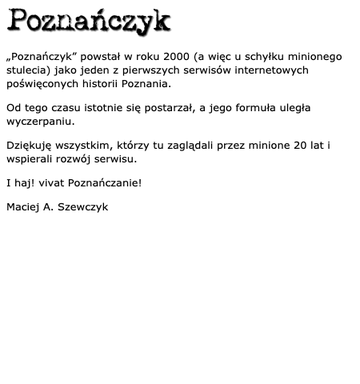 Poznańczyk
„Poznańczyk” powstał w roku 2000 (a więc u schyłku minionego
stulecia) jako jeden z pierwszych serwisów internetowych
poświęconych historii Poznania.
Od tego czasu istotnie się postarzał, a jego formuła uległa
wyczerpaniu.
Dziękuję wszystkim, którzy tu zaglądali przez minione 20 lat i
wspierali rozwój serwisu.
I haj! vivat Poznańczanie!
Maciej A. Szewczyk